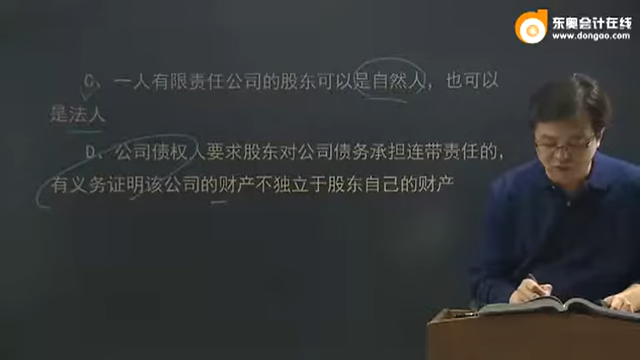 东奥会计在线
www.dongao.com
C、一人有限责任公司的股东可以是自然人，也可以
是法人
D、公司债权人要求股东对公司债务承担连带责任的，
有义务证明该公司的财产不独立于股东自己的财产